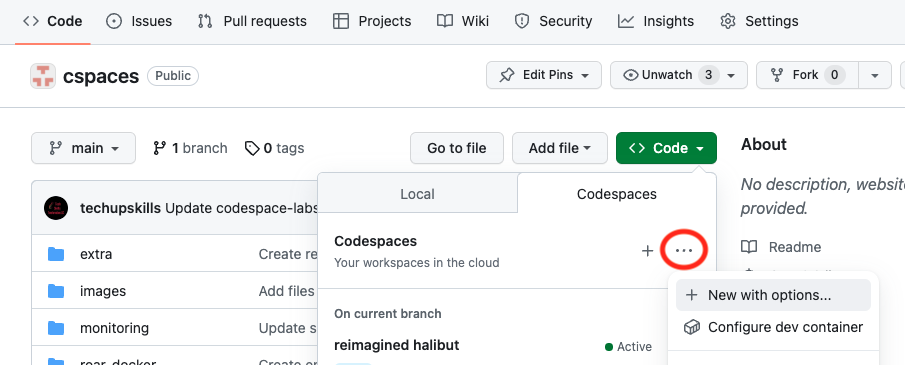 Code Issues Pull requests Projects Wiki Security Insights Settings
cspaces Public Edit Pins Unwatch 3 Fork 0
main 1 branch 0 tags Go to file Add file Code About
Local Codespaces No description, website
provided.
techupskills Update codespace-labs
Codespaces
Your workspaces in the cloud
Readme
extra Create re
images Add files
New with options...
On current branch
monitoring Update s
Configure dev container
reimagined halibut Active